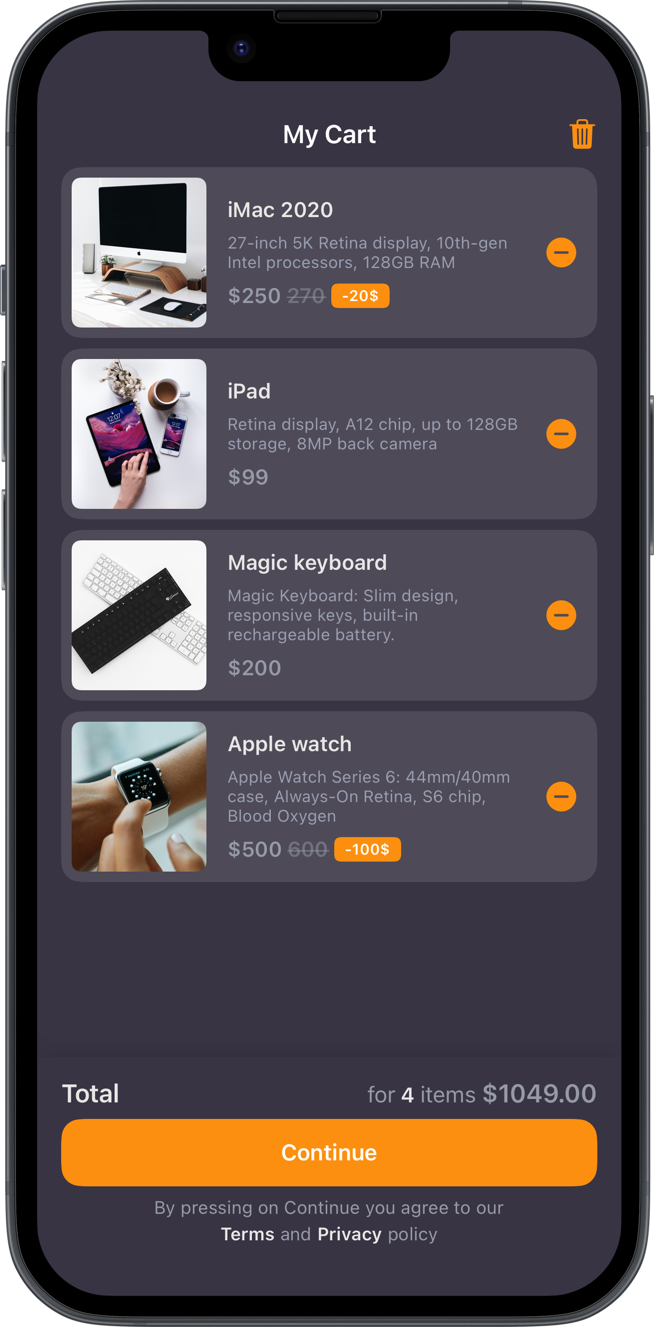 My Cart
iMac 2020
27-inch 5K Retina display, 10th-gen
Intel processors, 128GB RAM
$250 270 -20$
iPad
Retina display, A12 chip, up to 128GB
storage, 8MP back camera
$99
Magic keyboard
Magic Keyboard: Slim design,
responsive keys, built-in
rechargeable battery.
$200
Apple watch
Apple Watch Series 6: 44mm/40mm
case, Always-On Retina, S6 chip,
Blood Oxygen
$500 600 -100$
Total for 4 items $1049.00
Continue
By pressing on Continue you agree to our
Terms and Privacy policy